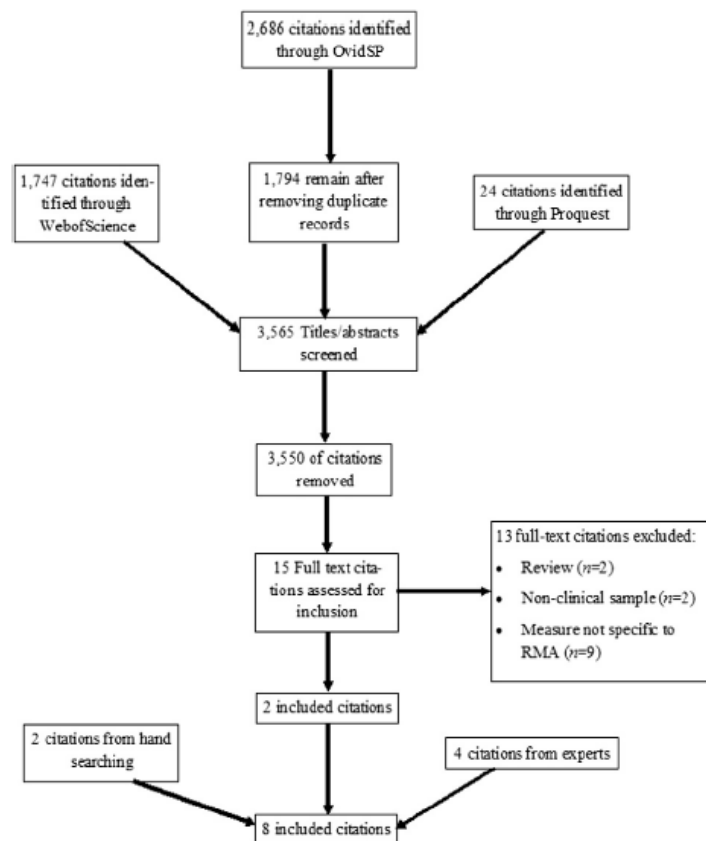 2,686 citations identified
through OvidSP
1,747 citations iden-
tified through
WebofScience
1,794 remain after
removing duplicate
records
24 citations identified
through Proquest
3,565 Titles/abstracts
screened
3,550 of citations
removed
15 Full text cita-
tions assessed for
inclusion
13 full-text citations excluded:
• Review (n=2)
• Non-clinical sample (n=2)
• Measure not specific to
RMA (n=9)
2 included citations
2 citations from hand
searching
4 citations from experts
8 included citations